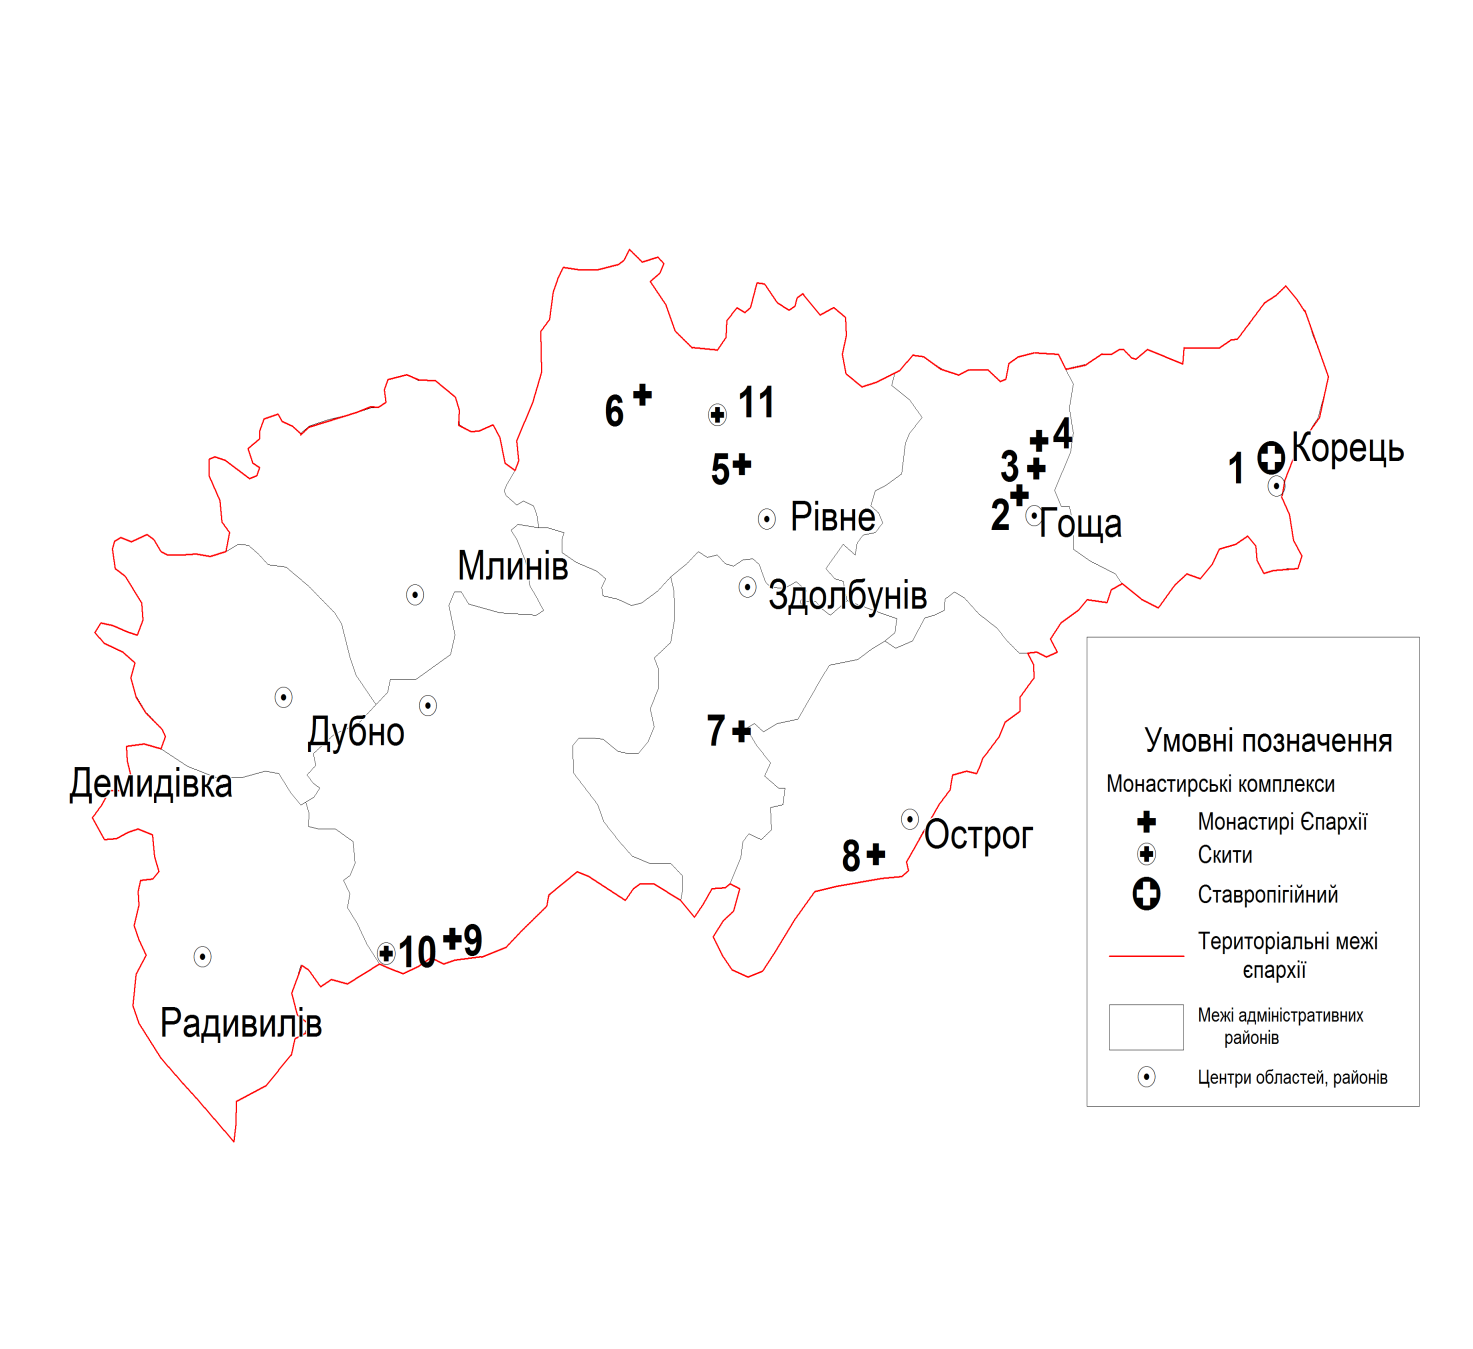 6
11
4
5
3
1
Корець
2
Рівне
Гоща
Млинів
Здолбунів
Дубно
7
Демидівка
8
Острог
10
9
Радивилів
Умовні позначення
Монастирські комплекси
Монастирі Єпархії
Скити
Ставропігійний
Територіальні межі
єпархії
Межі адміністративних
районів
Центри областей, районів